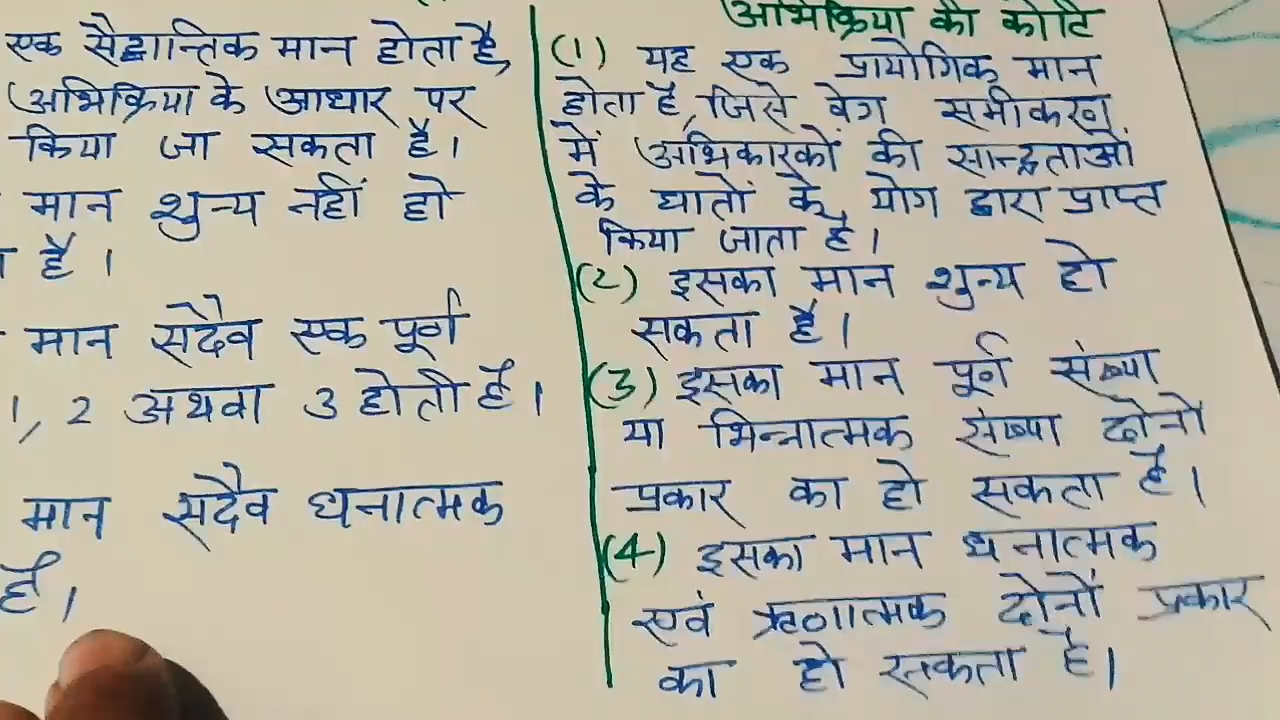 एक सैद्धान्तिक मान होता है,
अभिक्रिया के आधार पर
किया जा सकता है।
मान शुन्य नहीं हो
है।
मान सदैव एक पूर्ण
1, 2 अथवा 3 होती है।
मान सदैव धनात्मक
है।
अभिक्रिया की कोटि
(1) यह एक प्रायोगिक मान
होता है, जिसे वेग समीकरण
में अभिकारकों की सान्द्रताओं
के घातों के योग द्वारा प्राप्त
किया जाता है।
(2) इसका मान शुन्य हो
सकता है।
(3) इसका मान पूर्ण संख्या
या भिन्नात्मक संख्या दोनों
प्रकार का हो सकता है।
(4) इसका मान धनात्मक
एवं ऋणात्मक दोनों प्रकार
का हो सकता है।